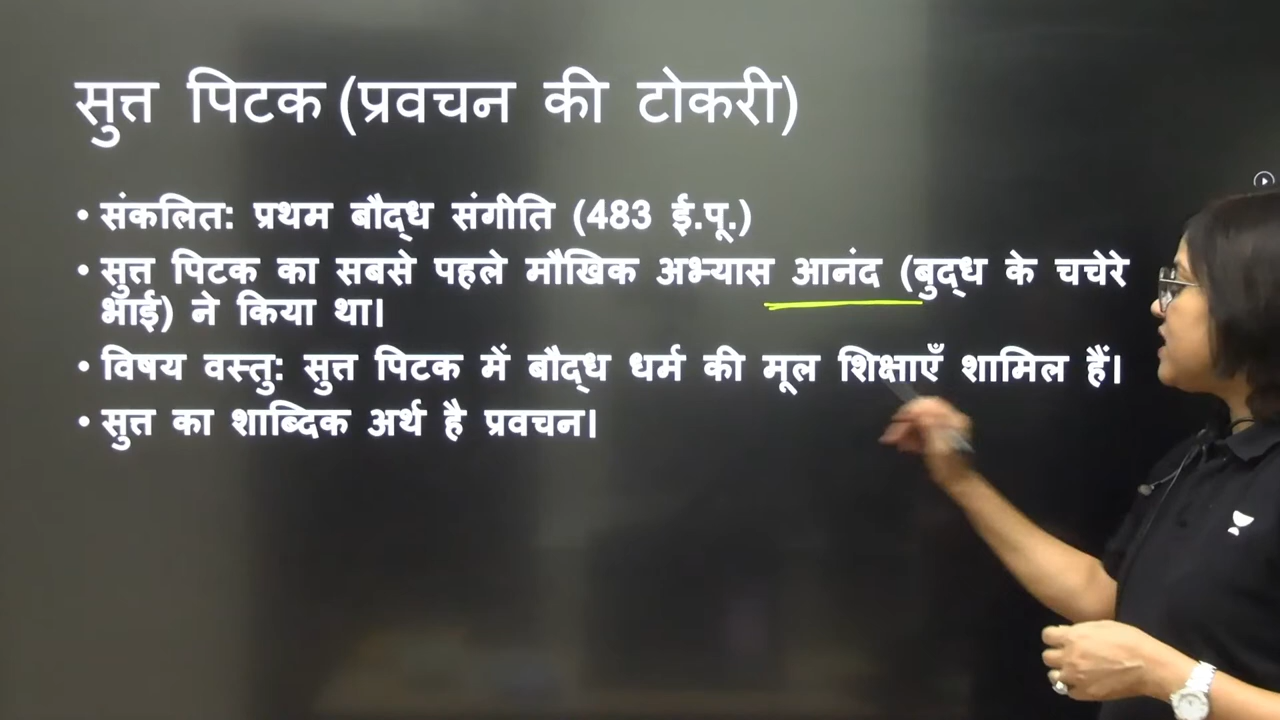 सुत्त पिटक (प्रवचन की टोकरी)
• संकलित: प्रथम बौद्ध संगीति (483 ई.पू.)
• सुत्त पिटक का सबसे पहले मौखिक अभ्यास आनंद (बुद्ध के चचेरे
भाई) ने किया था।
• विषय वस्तु: सुत्त पिटक में बौद्ध धर्म की मूल शिक्षाएँ शामिल हैं।
• सुत्त का शाब्दिक अर्थ है प्रवचन।